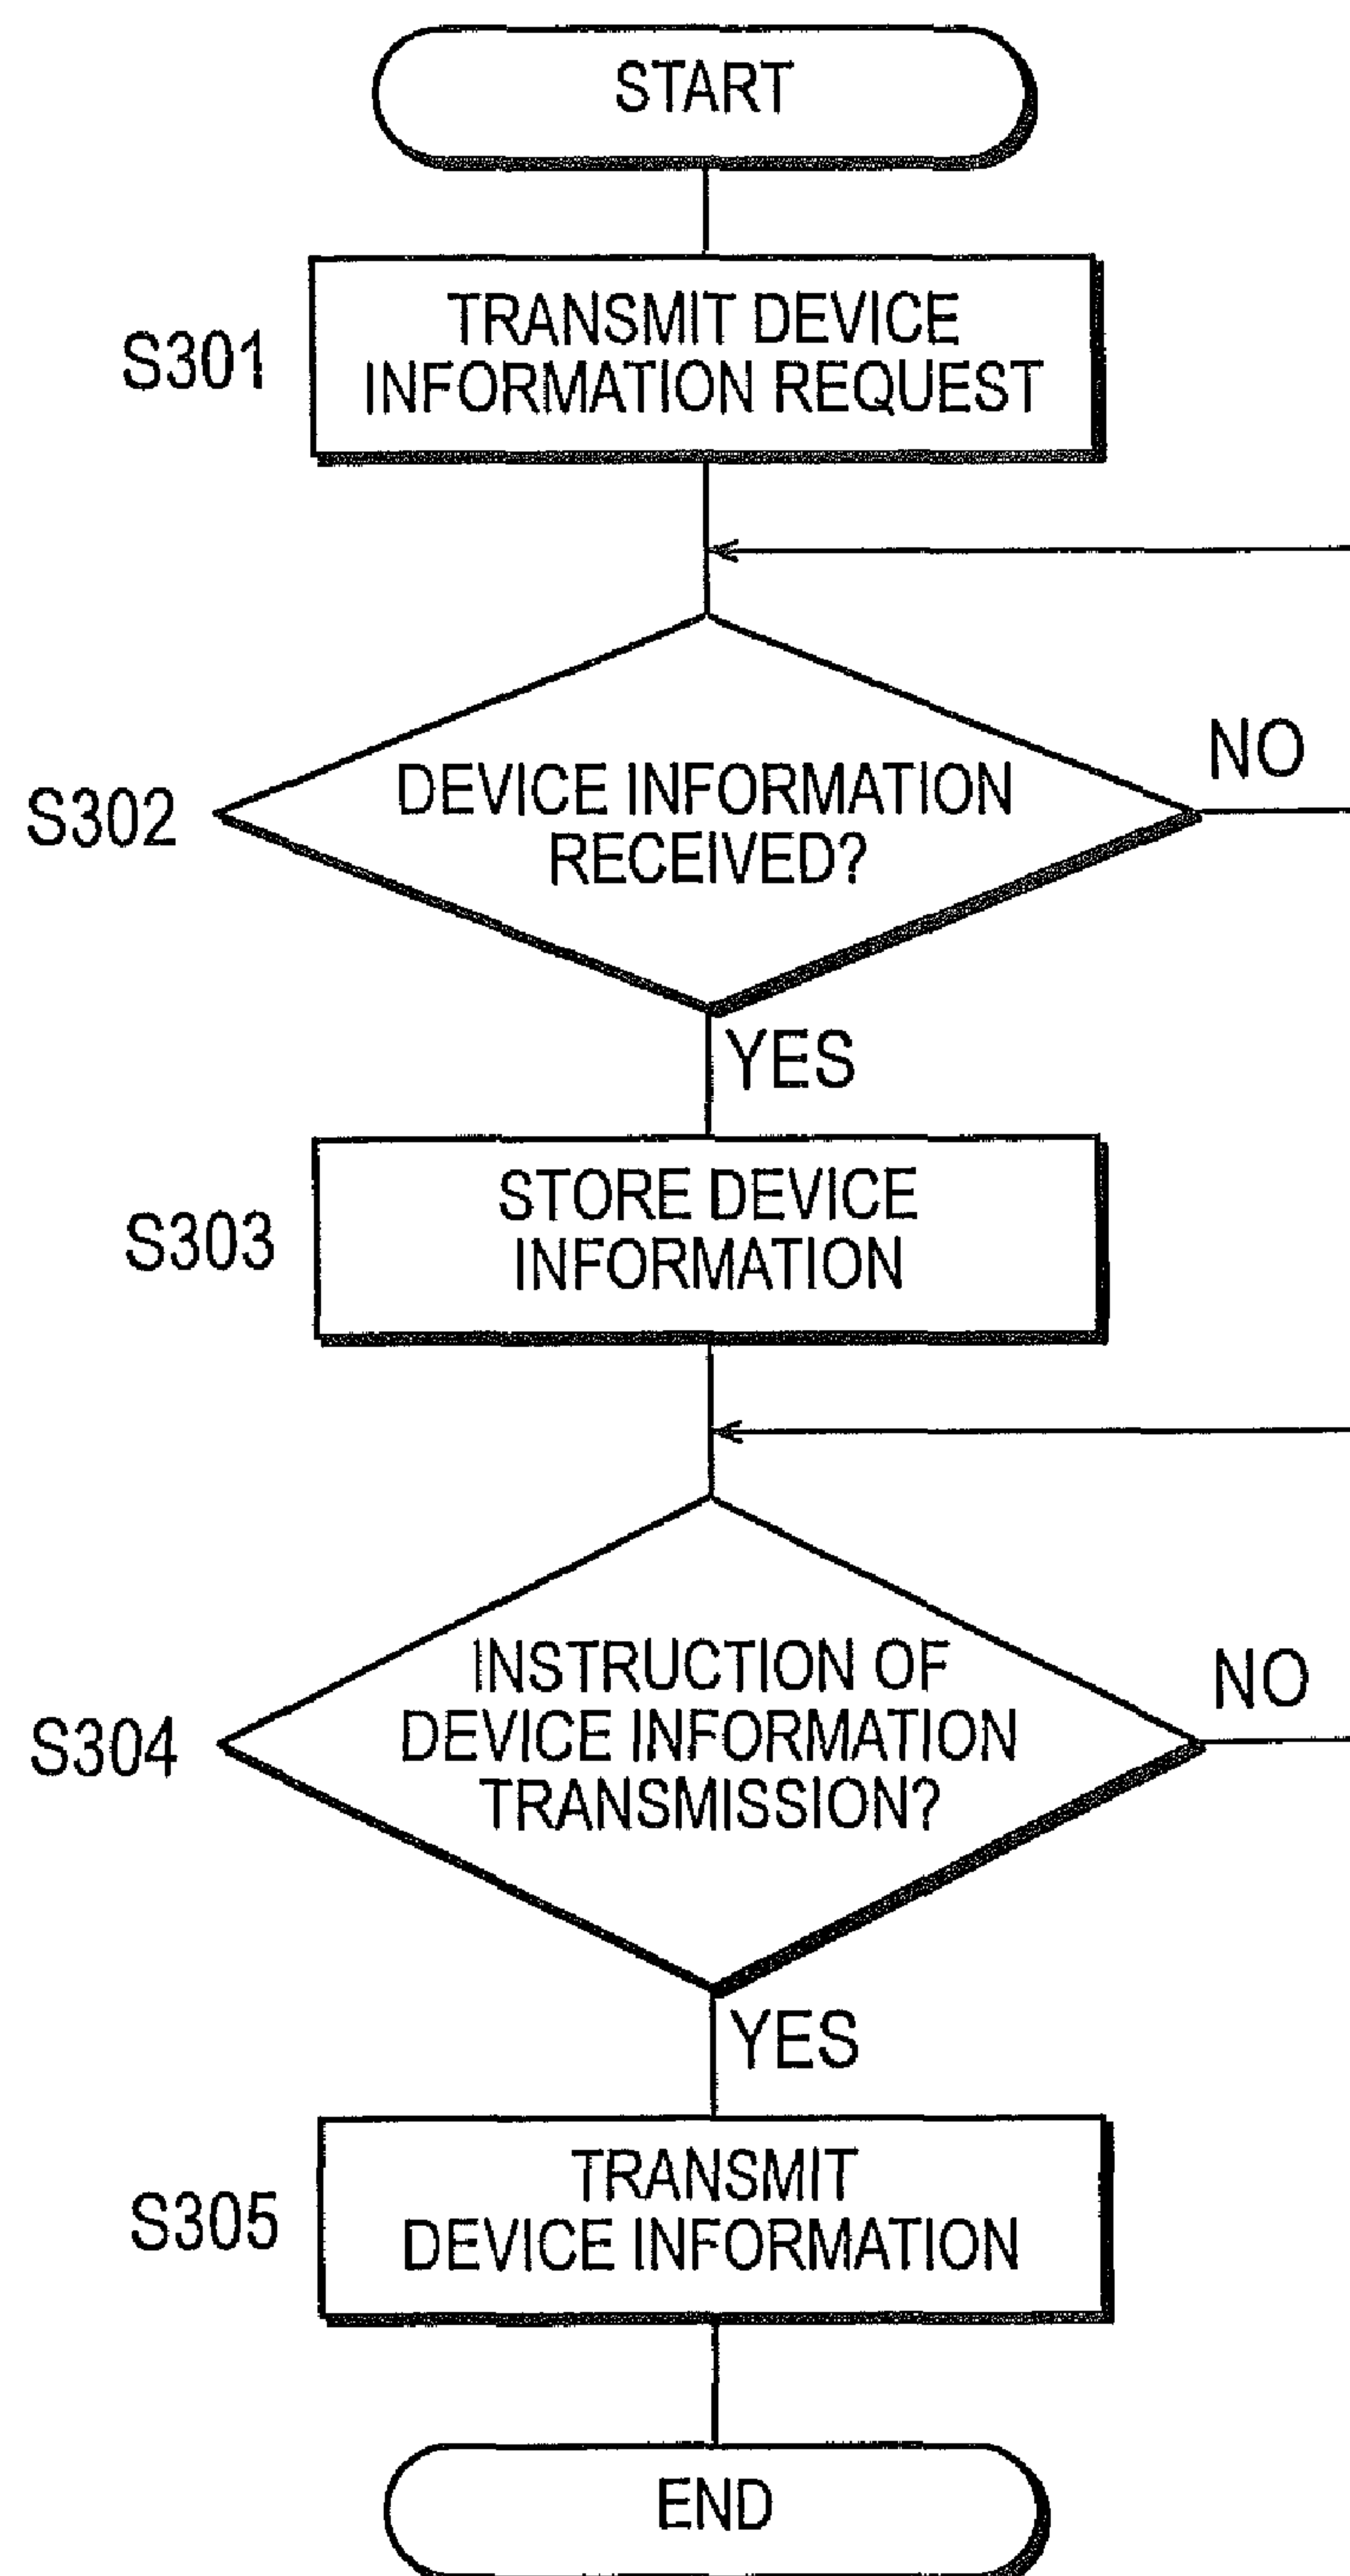 START
S301
TRANSMIT DEVICE
INFORMATION REQUEST
S302
DEVICE INFORMATION
RECEIVED?
NO
YES
S303
STORE DEVICE
INFORMATION
S304
INSTRUCTION OF
DEVICE INFORMATION
TRANSMISSION?
NO
YES
S305
TRANSMIT
DEVICE INFORMATION
END